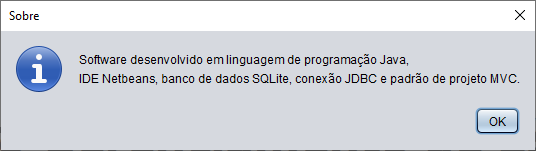 Sobre
Software desenvolvido em linguagem de programação Java,
IDE Netbeans, banco de dados SQLite, conexão JDBC e padrão de projeto MVC.
OK